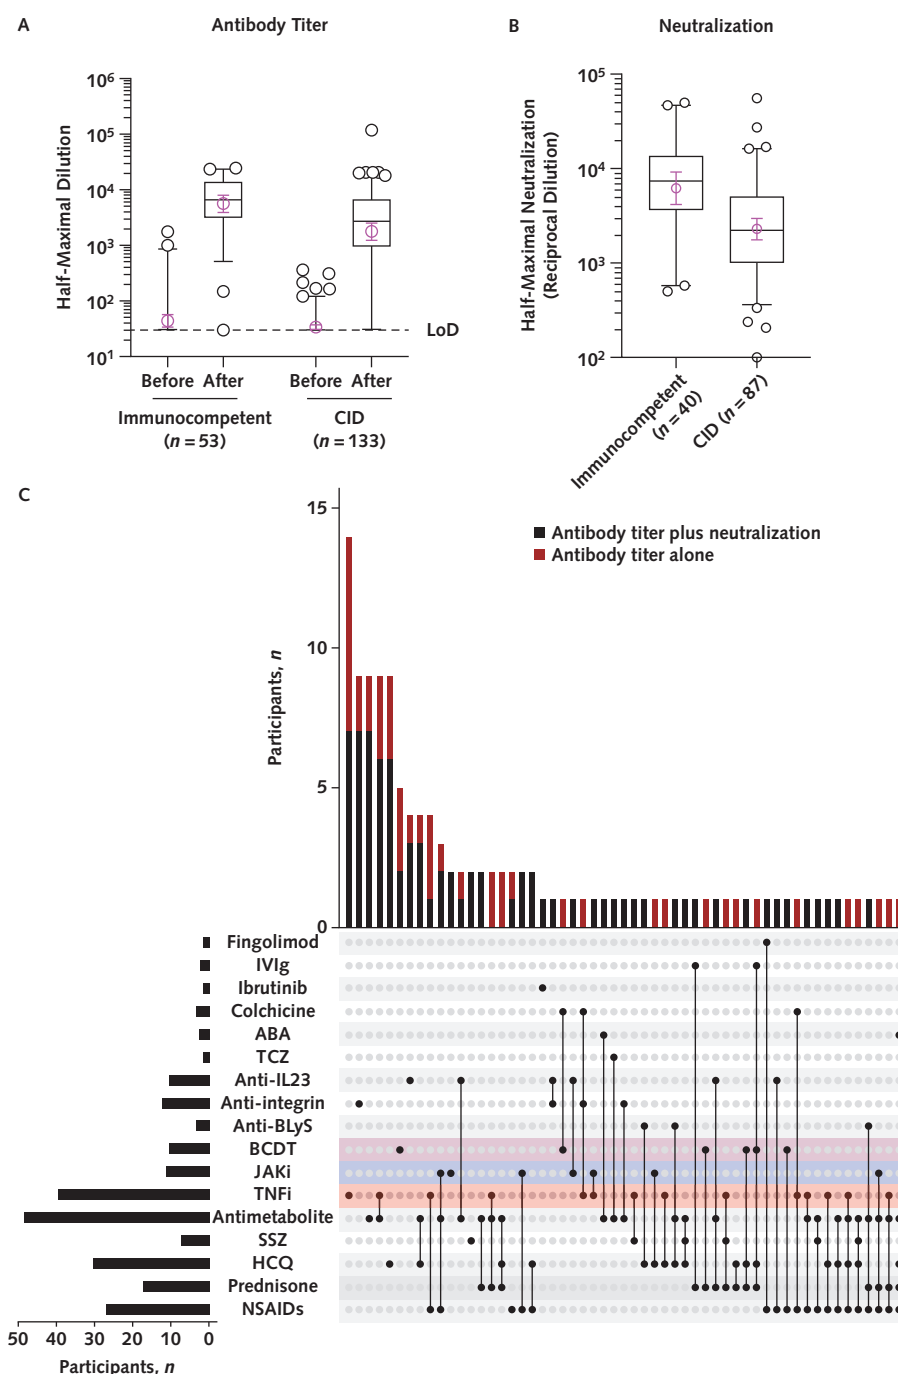 A
Antibody Titer
Half-Maximal Dilution
10⁶
10⁵
10⁴
10³
10²
10¹
LoD
Before After Before After
Immunocompetent
(n = 53)
CID
(n = 133)
B
Neutralization
Half-Maximal Neutralization
(Reciprocal Dilution)
10⁵
10⁴
10³
10²
Immunocompetent
(n = 40)
CID (n = 87)
C
Participants, n
15
10
5
0
Antibody titer plus neutralization
Antibody titer alone
Fingolimod
IVIg
Ibrutinib
Colchicine
ABA
TCZ
Anti-IL23
Anti-integrin
Anti-BLyS
BCDT
JAKi
TNFi
Antimetabolite
SSZ
HCQ
Prednisone
NSAIDs
50 40 30 20 10 0
Participants, n